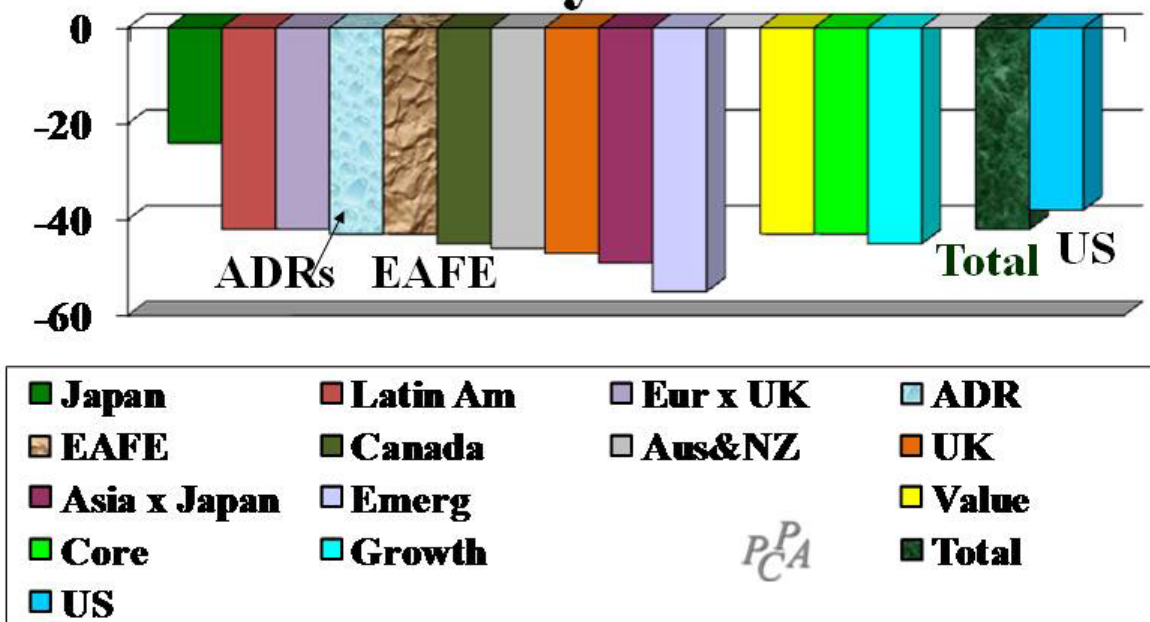 0
-20
-40
-60
ADRs EAFE
Total US
Japan Latin Am Eur x UK ADR
EAFE Canada Aus&NZ UK
Asia x Japan Emerg Value
Core Growth Total
US
PCPA